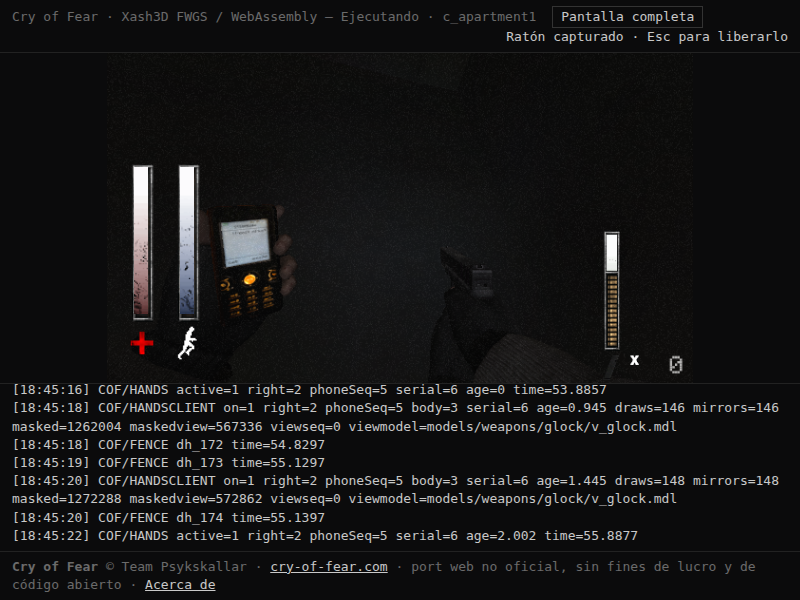 Cry of Fear · Xash3D FWGS / WebAssembly — Ejecutando · c_apartment1
Pantalla completa
Ratón capturado · Esc para liberarlo
x
0
[18:45:16] COF/HANDS active=1 right=2 phoneSeq=5 serial=6 age=0 time=53.8857
[18:45:18] COF/HANDSCLIENT on=1 right=2 phoneSeq=5 body=3 serial=6 age=0.945 draws=146 mirrors=146
masked=1262004 maskedview=567336 viewseq=0 viewmodel=models/weapons/glock/v_glock.mdl
[18:45:18] COF/FENCE dh_172 time=54.8297
[18:45:19] COF/FENCE dh_173 time=55.1297
[18:45:20] COF/HANDSCLIENT on=1 right=2 phoneSeq=5 body=3 serial=6 age=1.445 draws=148 mirrors=148
masked=1272288 maskedview=572862 viewseq=0 viewmodel=models/weapons/glock/v_glock.mdl
[18:45:20] COF/FENCE dh_174 time=55.1397
[18:45:22] COF/HANDS active=1 right=2 phoneSeq=5 serial=6 age=2.002 time=55.8877
Cry of Fear © Team Psykskallar · cry-of-fear.com · port web no oficial, sin fines de lucro y de
código abierto · Acerca de